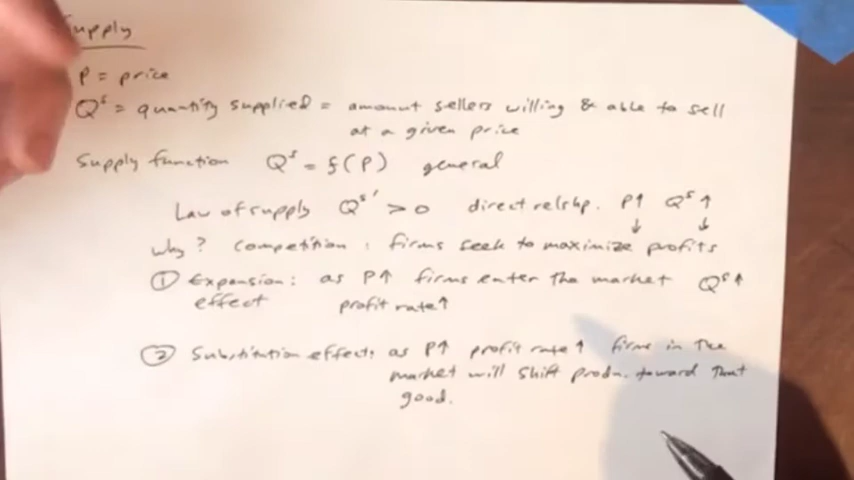 Supply
P = price
Q^s = quantity supplied = amount sellers willing & able to sell
at a given price
Supply function Q^s = f(P) general
Law of supply Q^s' > 0 direct relshp. P↑ Q^s ↑
↓ ↓
Why? Competition: firms seek to maximize profits
① Expansion: as P↑ firms enter the market Q^s ↑
effect profit rate↑
② Substitution effect: as P↑ profit rate↑ firms in the
market will shift prodn. toward that
good.